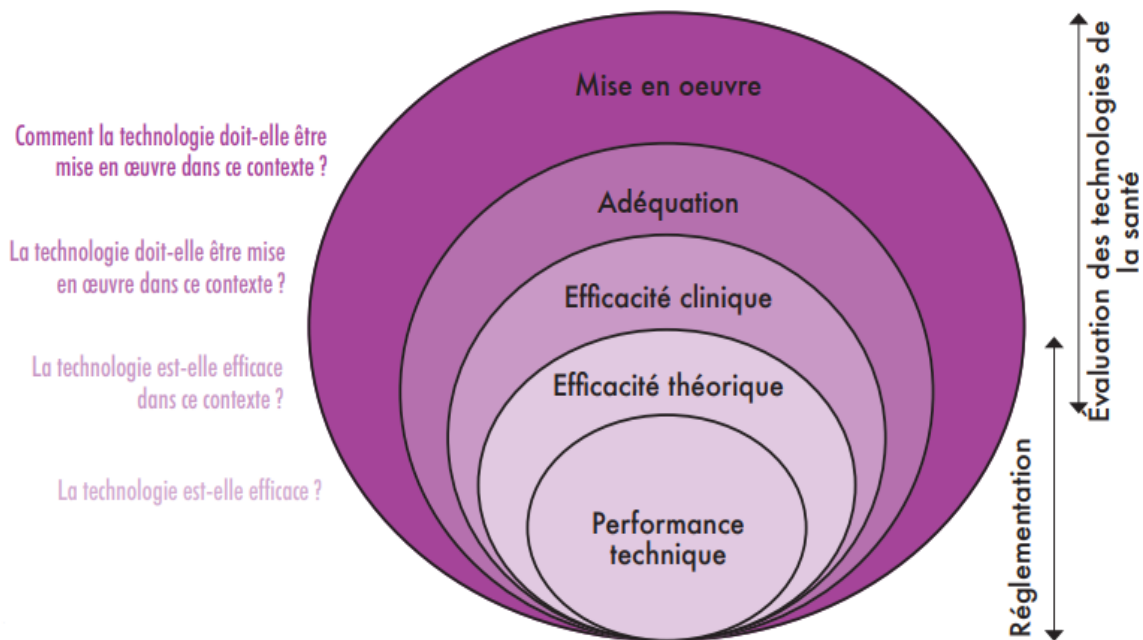 Mise en oeuvre
Comment la technologie doit-elle être
mise en œuvre dans ce contexte ?
Adéquation
La technologie doit-elle être mise
en œuvre dans ce contexte ?
Efficacité clinique
La technologie est-elle efficace
dans ce contexte ?
Efficacité théorique
La technologie est-elle efficace ?
Performance
technique
Réglementation
Évaluation des technologies de
la santé